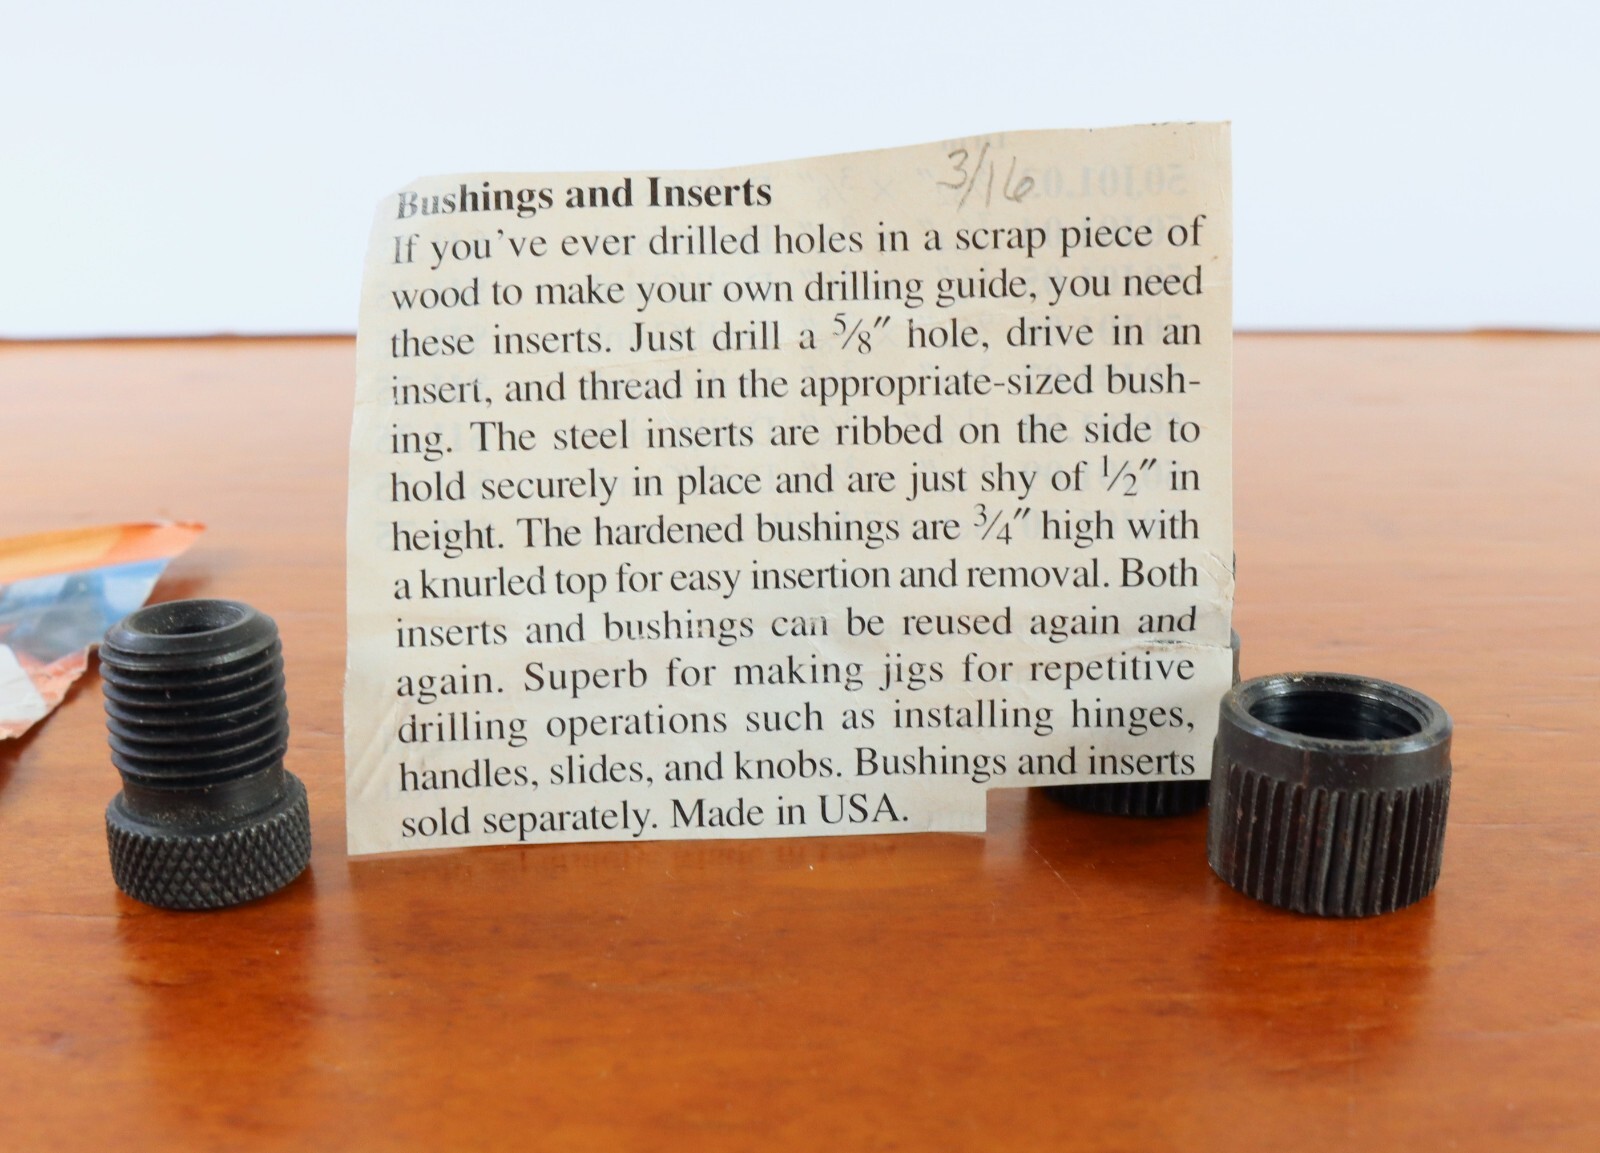 3/16
Bushings and Inserts
If you've ever drilled holes in a scrap piece of
wood to make your own drilling guide, you need
these inserts. Just drill a 5/8″ hole, drive in an
insert, and thread in the appropriate-sized bush-
ing. The steel inserts are ribbed on the side to
hold securely in place and are just shy of 1/2″ in
height. The hardened bushings are 3/4″ high with
a knurled top for easy insertion and removal. Both
inserts and bushings can be reused again and
again. Superb for making jigs for repetitive
drilling operations such as installing hinges,
handles, slides, and knobs. Bushings and inserts
sold separately. Made in USA.